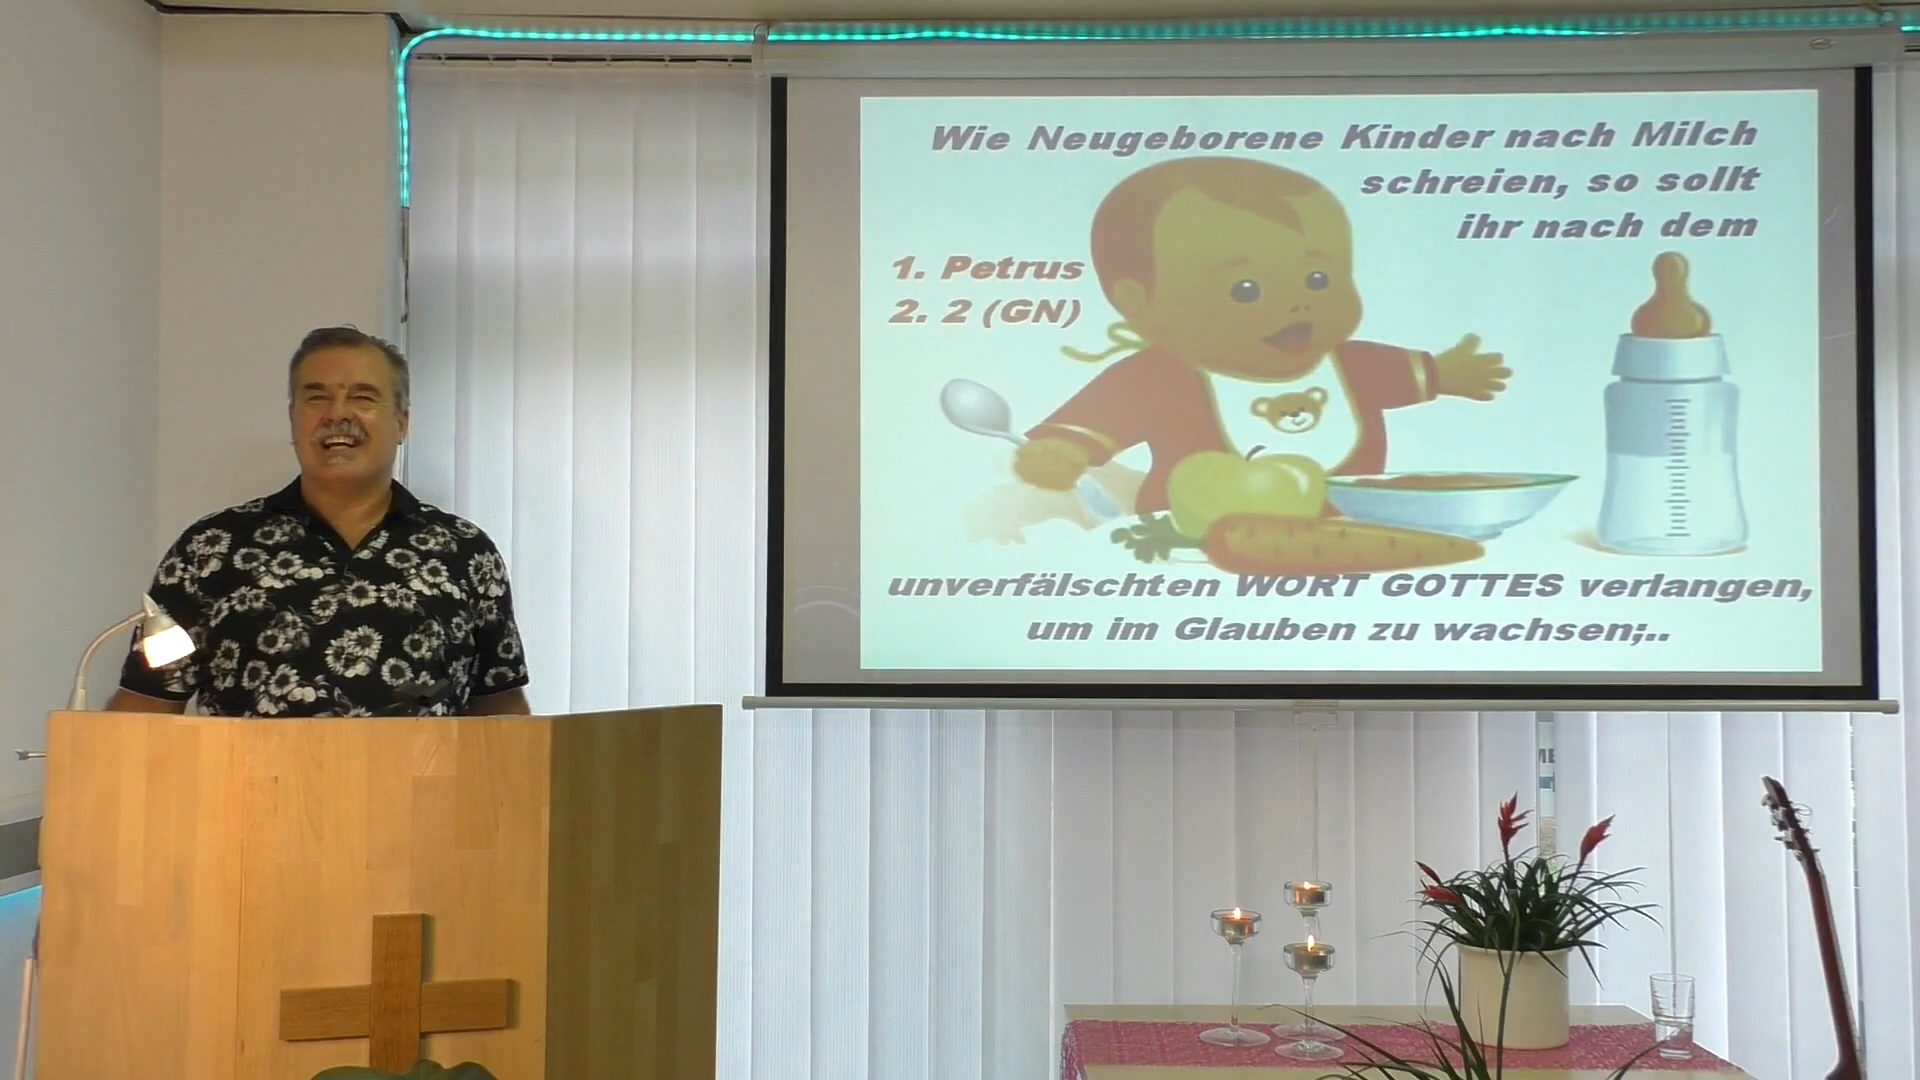 Wie Neugeborene Kinder nach Milch
schreien, so sollt
ihr nach dem
1. Petrus
2. 2 (GN)
unverfälschten WORT GOTTES verlangen,
um im Glauben zu wachsen;..